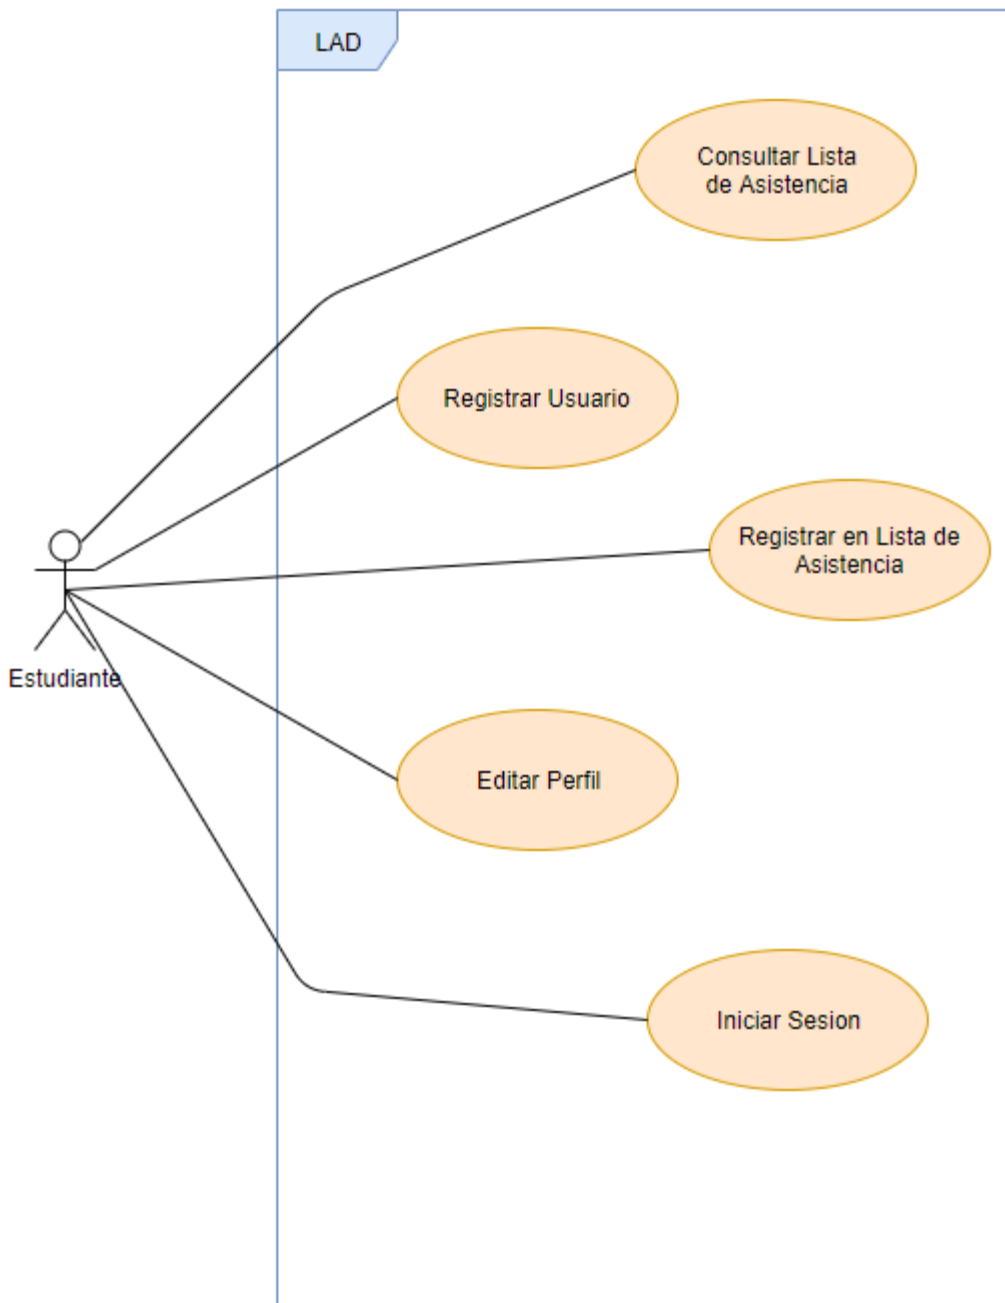 LAD
Consultar Lista
de Asistencia
Registrar Usuario
Registrar en Lista de
Asistencia
Estudiante
Editar Perfil
Iniciar Sesion